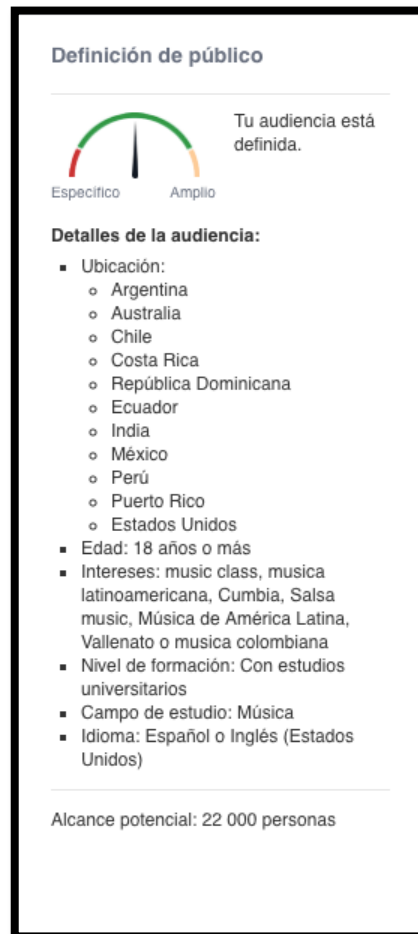 Definición de público
Tu audiencia está
definida.
Específico Amplio
Detalles de la audiencia:
Ubicación:
Argentina
Australia
Chile
Costa Rica
República Dominicana
Ecuador
India
México
Perú
Puerto Rico
Estados Unidos
Edad: 18 años o más
Intereses: music class, musica
latinoamericana, Cumbia, Salsa
music, Música de América Latina,
Vallenato o musica colombiana
Nivel de formación: Con estudios
universitarios
Campo de estudio: Música
Idioma: Español o Inglés (Estados
Unidos)
Alcance potencial: 22 000 personas